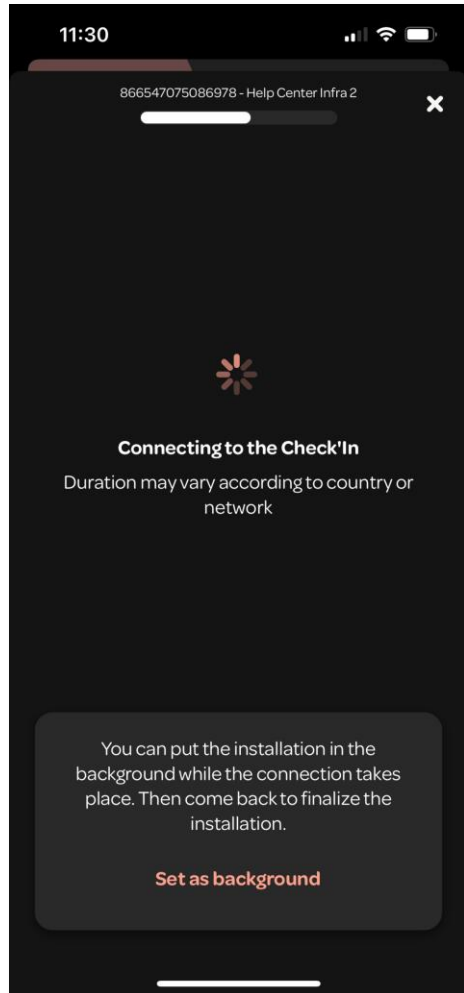 11:30
866547075086978 - Help Center Infra 2
Connecting to the Check'In
Duration may vary according to country or
network
You can put the installation in the
background while the connection takes
place. Then come back to finalize the
installation.
Set as background